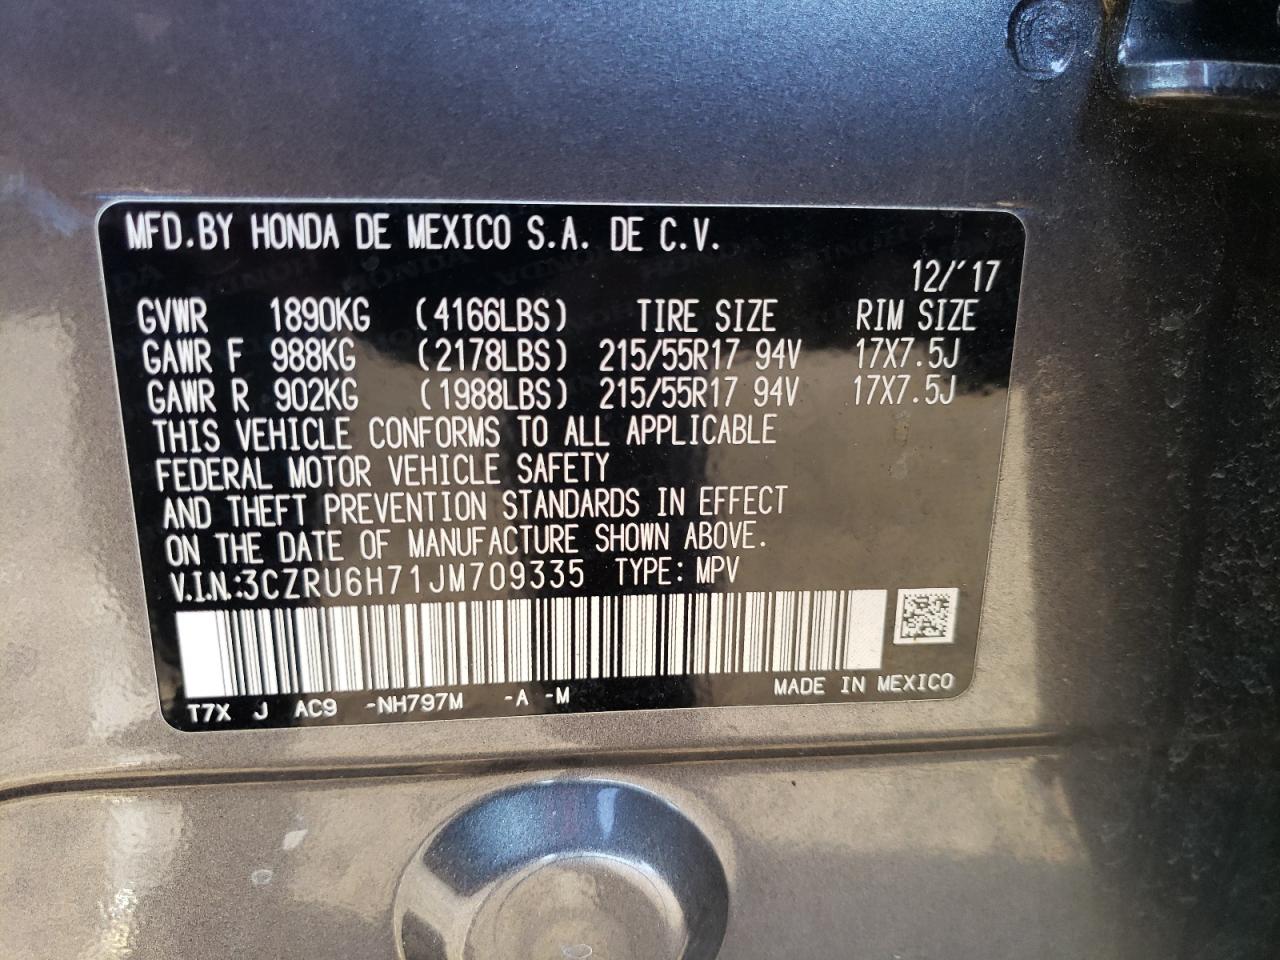 MFD.BY HONDA DE MEXICO S.A. DE C.V.
12/'17
GVWR 1890KG (4166LBS) TIRE SIZE RIM SIZE
GAWR F 988KG (2178LBS) 215/55R17 94V 17X7.5J
GAWR R 902KG (1988LBS) 215/55R17 94V 17X7.5J
THIS VEHICLE CONFORMS TO ALL APPLICABLE
FEDERAL MOTOR VEHICLE SAFETY
AND THEFT PREVENTION STANDARDS IN EFFECT
ON THE DATE OF MANUFACTURE SHOWN ABOVE.
V.I.N.:3CZRU6H71JM709335 TYPE: MPV
MADE IN MEXICO
T7X J AC9 -NH797M -A -M